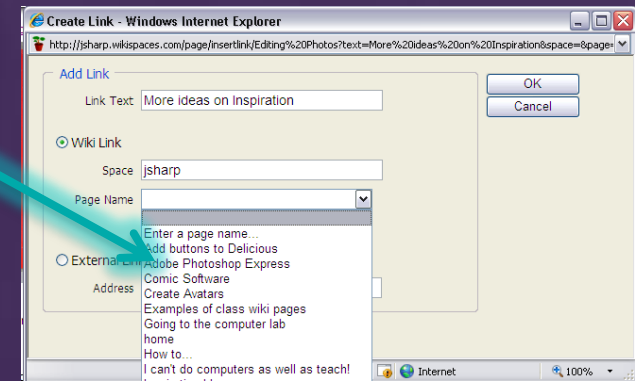 Create Link - Windows Internet Explorer
http://jsharp.wikispaces.com/page/insertlink/Editing%20Photos?text=More%20ideas%20on%20Inspiration&space=&page=
Add Link
OK
Link Text More ideas on Inspiration
Cancel
Wiki Link
Space jsharp
Page Name
Enter a page name...
Add buttons to Delicious
External Adobe Photoshop Express
Comic Software
Address Create Avatars
Examples of class wiki pages
Going to the computer lab
home
How to...
I can't do computers as well as teach!
Internet 100%